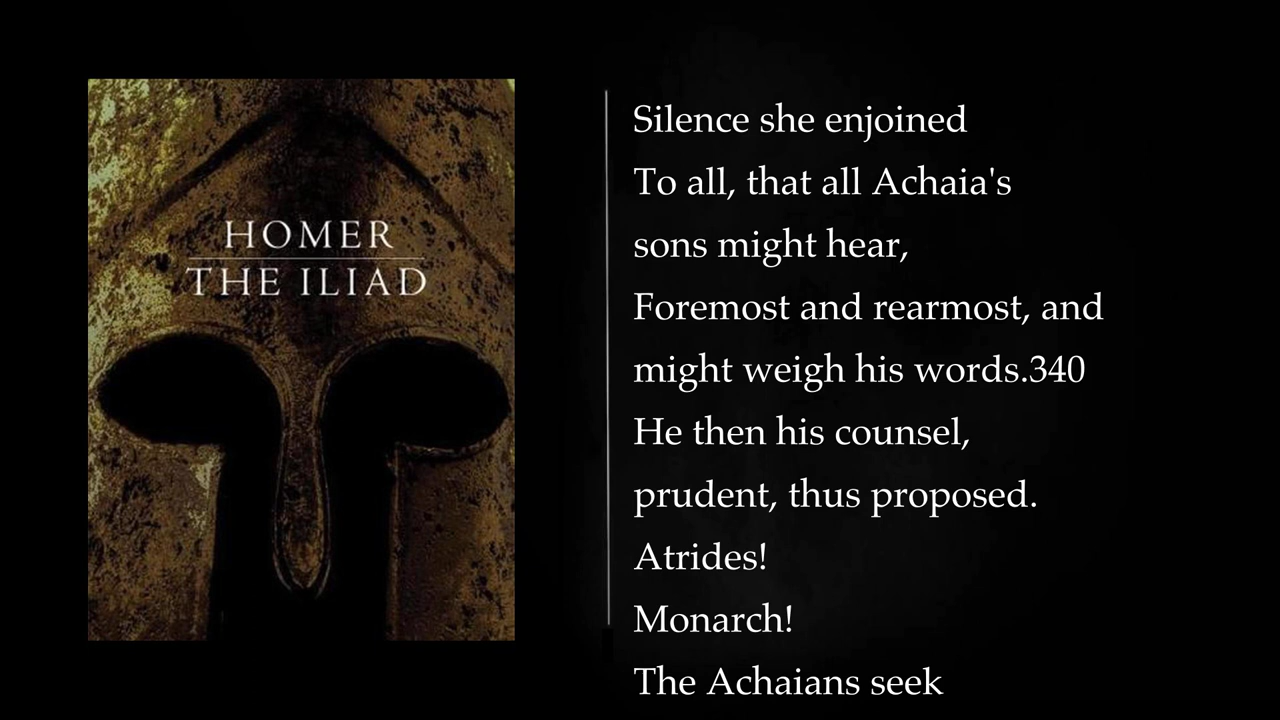 HOMER
THE ILIAD
Silence she enjoined
To all, that all Achaia's
sons might hear,
Foremost and rearmost, and
might weigh his words.340
He then his counsel,
prudent, thus proposed.
Atrides!
Monarch!
The Achaians seek